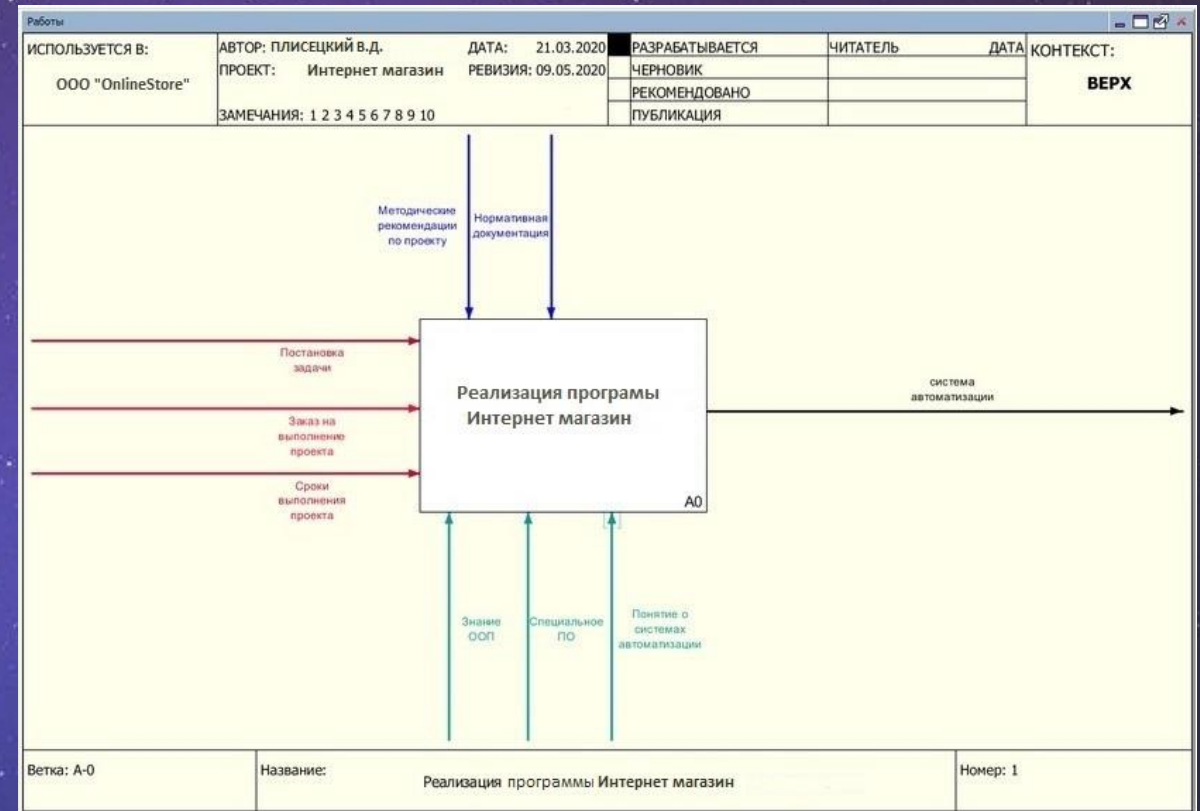 Работы
ИСПОЛЬЗУЕТСЯ В:
ООО "OnlineStore"
АВТОР: ПЛИСЕЦКИЙ В.Д.
ДАТА: 21.03.2020
ПРОЕКТ: Интернет магазин
РЕВИЗИЯ: 09.05.2020
ЗАМЕЧАНИЯ: 1 2 3 4 5 6 7 8 9 10
РАЗРАБАТЫВАЕТСЯ
ЧЕРНОВИК
РЕКОМЕНДОВАНО
ПУБЛИКАЦИЯ
ЧИТАТЕЛЬ
ДАТА
КОНТЕКСТ:
ВЕРХ
Методические
рекомендации
по проекту
Нормативная
документация
Постановка
задачи
Заказ на
выполнение
проекта
Сроки
выполнения
проекта
Реализация програмы
Интернет магазин
A0
система
автоматизации
Знание
ООП
Специальное
ПО
Понятие о
системах
автоматизации
Ветка: A-0
Название:
Реализация программы Интернет магазин
Номер: 1